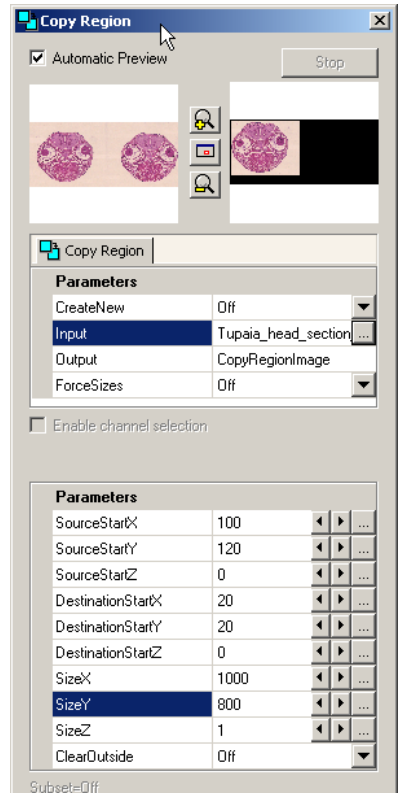 Copy Region
Automatic Preview
Stop
Copy Region
Parameters
CreateNew Off
Input Tupaia_head_section ...
Output CopyRegionImage
ForceSizes Off
Enable channel selection
Parameters
SourceStartX 100 ...
SourceStartY 120 ...
SourceStartZ 0 ...
DestinationStartX 20 ...
DestinationStartY 20 ...
DestinationStartZ 0 ...
SizeX 1000 ...
SizeY 800 ...
SizeZ 1 ...
ClearOutside Off
Subset=Off